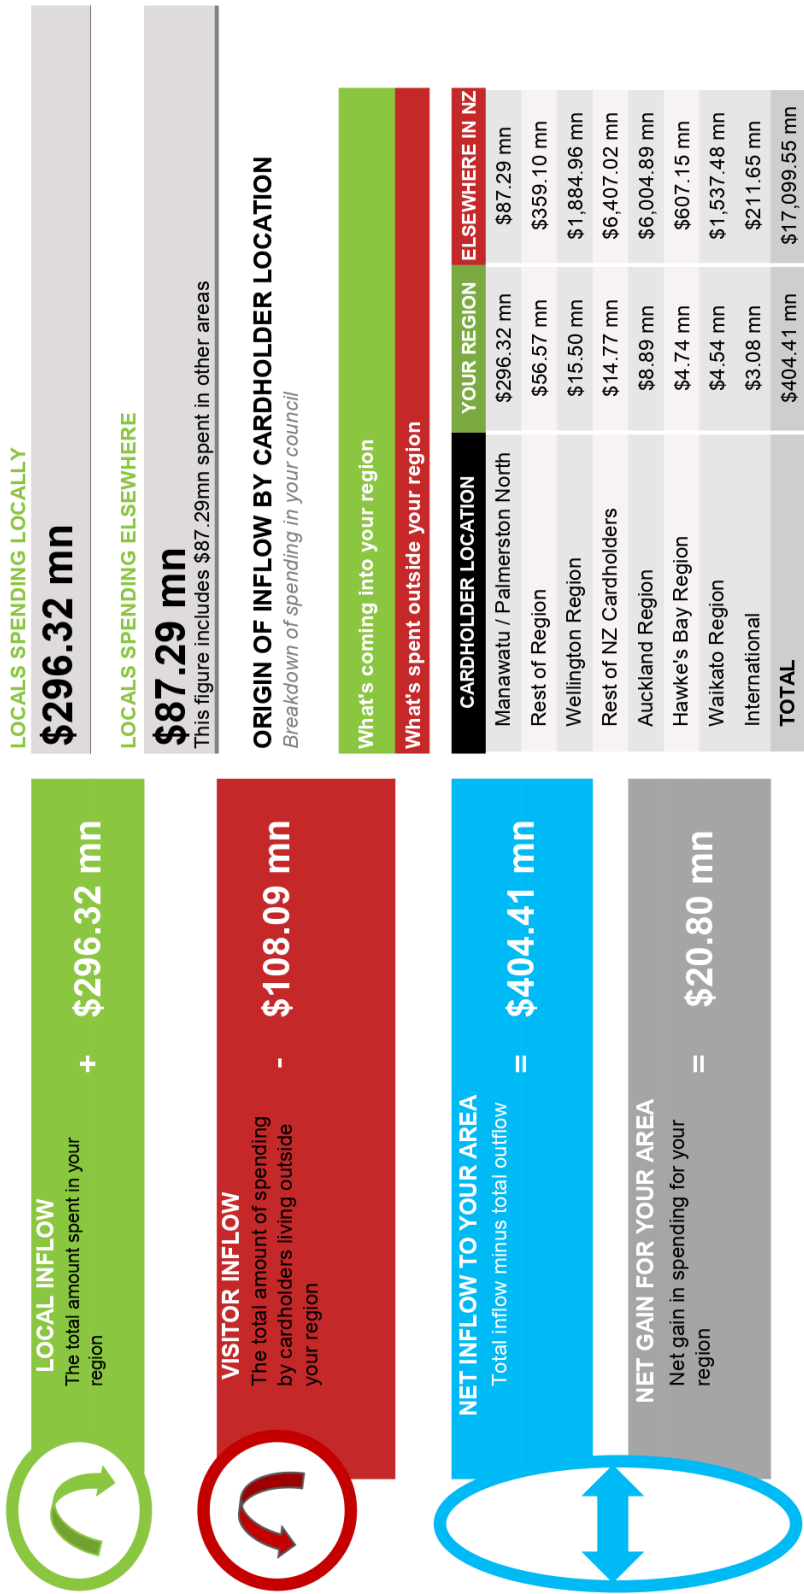 LOCAL INFLOW
The total amount spent in your
region
+ $296.32 mn
VISITOR INFLOW
The total amount of spending
by cardholders living outside
your region
- $108.09 mn
NET INFLOW TO YOUR AREA
Total inflow minus total outflow
= $404.41 mn
NET GAIN FOR YOUR AREA
Net gain in spending for your
region
= $20.80 mn
LOCALS SPENDING LOCALLY
$296.32 mn
LOCALS SPENDING ELSEWHERE
$87.29 mn
This figure includes $87.29mn spent in other areas
ORIGIN OF INFLOW BY CARDHOLDER LOCATION
Breakdown of spending in your council
What's coming into your region
What's spent outside your region
CARDHOLDER LOCATION YOUR REGION ELSEWHERE IN NZ
Manawatu / Palmerston North $296.32 mn $87.29 mn
Rest of Region $56.57 mn $359.10 mn
Wellington Region $15.50 mn $1,884.96 mn
Rest of NZ Cardholders $14.77 mn $6,407.02 mn
Auckland Region $8.89 mn $6,004.89 mn
Hawke's Bay Region $4.74 mn $607.15 mn
Waikato Region $4.54 mn $1,537.48 mn
International $3.08 mn $211.65 mn
TOTAL $404.41 mn $17,099.55 mn